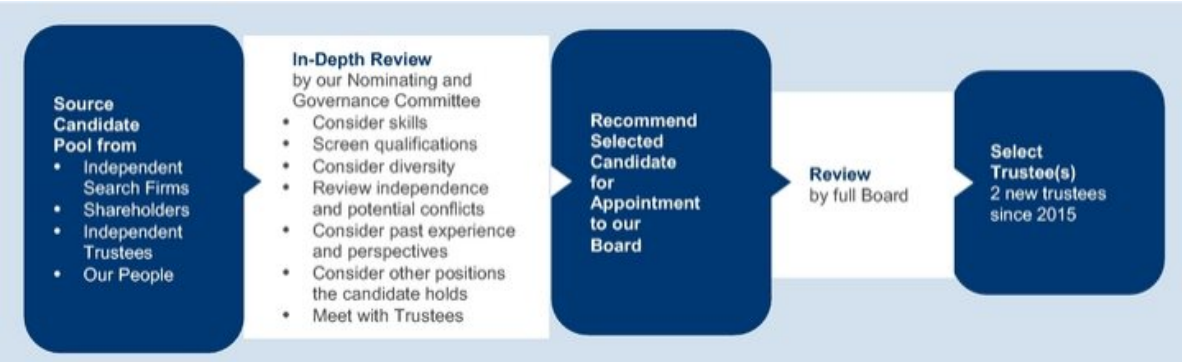 Source
Candidate
Pool from
• Independent
Search Firms
• Shareholders
• Independent
Trustees
• Our People
In-Depth Review
by our Nominating and
Governance Committee
• Consider skills
• Screen qualifications
• Consider diversity
• Review independence
and potential conflicts
• Consider past experience
and perspectives
• Consider other positions
the candidate holds
• Meet with Trustees
Recommend
Selected
Candidate
for
Appointment
to our
Board
Review
by full Board
Select
Trustee(s)
2 new trustees
since 2015